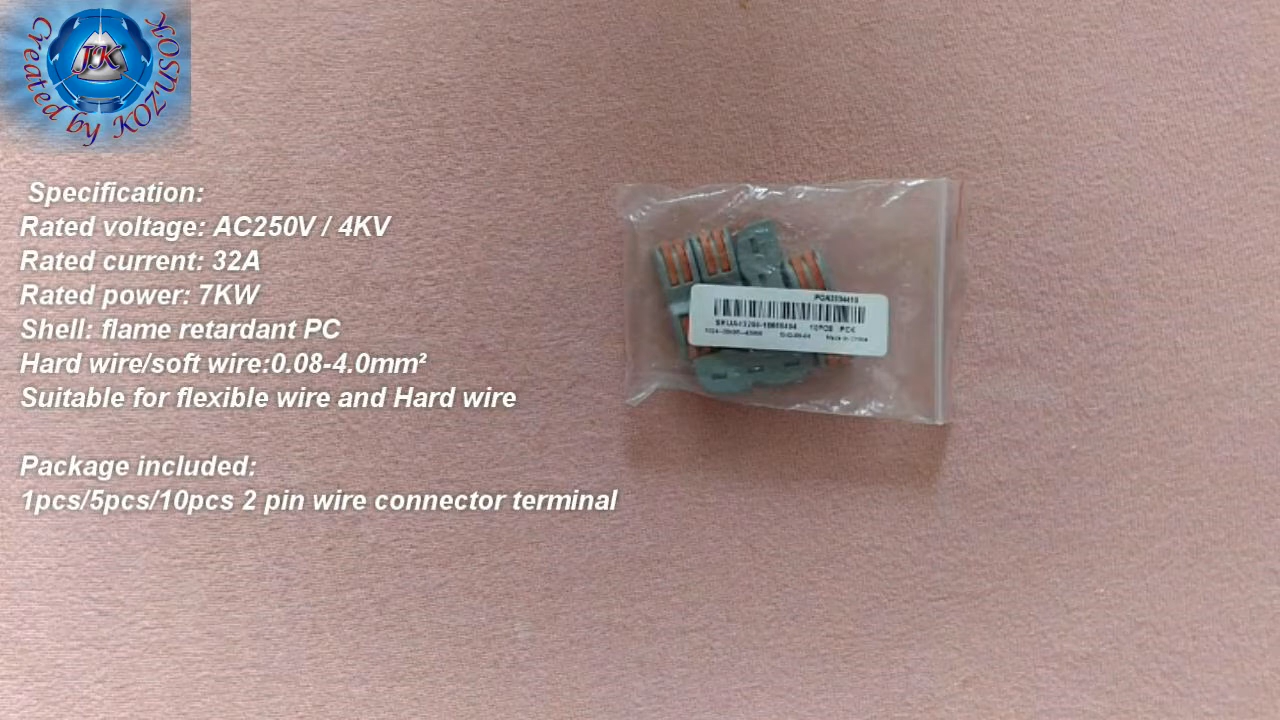 Created by KOZUSOK
JK
Specification:
Rated voltage: AC250V / 4KV
Rated current: 32A
Rated power: 7KW
Shell: flame retardant PC
Hard wire/soft wire:0.08-4.0mm²
Suitable for flexible wire and Hard wire
Package included:
1pcs/5pcs/10pcs 2 pin wire connector terminal
10PCS PCK
Made in China